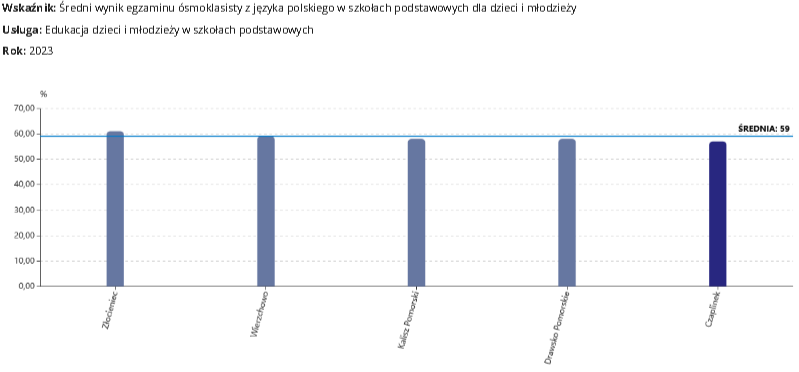 Wskaźnik: Średni wynik egzaminu ósmoklasisty z języka polskiego w szkołach podstawowych dla dzieci i młodzieży
Usługa: Edukacja dzieci i młodzieży w szkołach podstawowych
Rok: 2023
%
70,00
60,00
50,00
40,00
30,00
20,00
10,00
0,00
ŚREDNIA: 59
Złocieniec
Wierzchowo
Kalisz Pomorski
Drawsko Pomorskie
Czaplinek